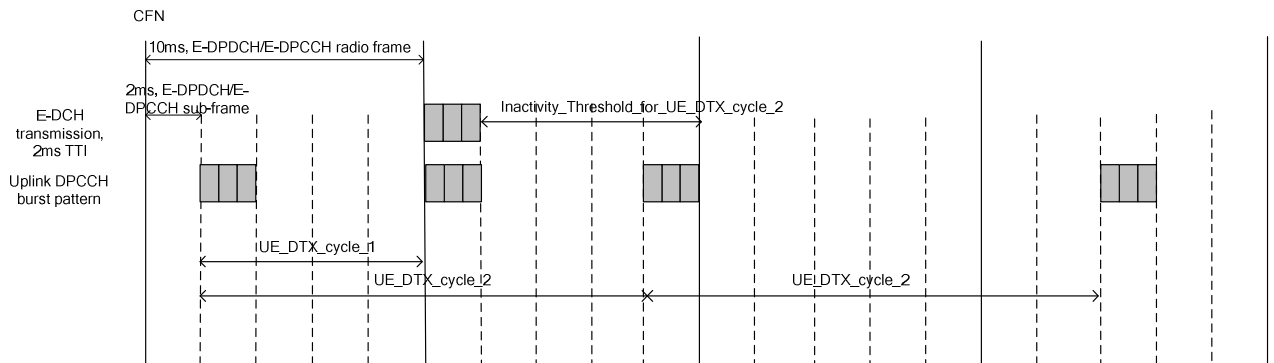 CFN
10ms, E-DPDCH/E-DPCCH radio frame
2ms, E-DPDCH/E-
DPCCH sub-frame
E-DCH
transmission,
2ms TTI
Inactivity_Threshold_for_UE_DTX_cycle_2
Uplink DPCCH
burst pattern
UE_DTX_cycle_1
UE_DTX_cycle_2
UE_DTX_cycle_2